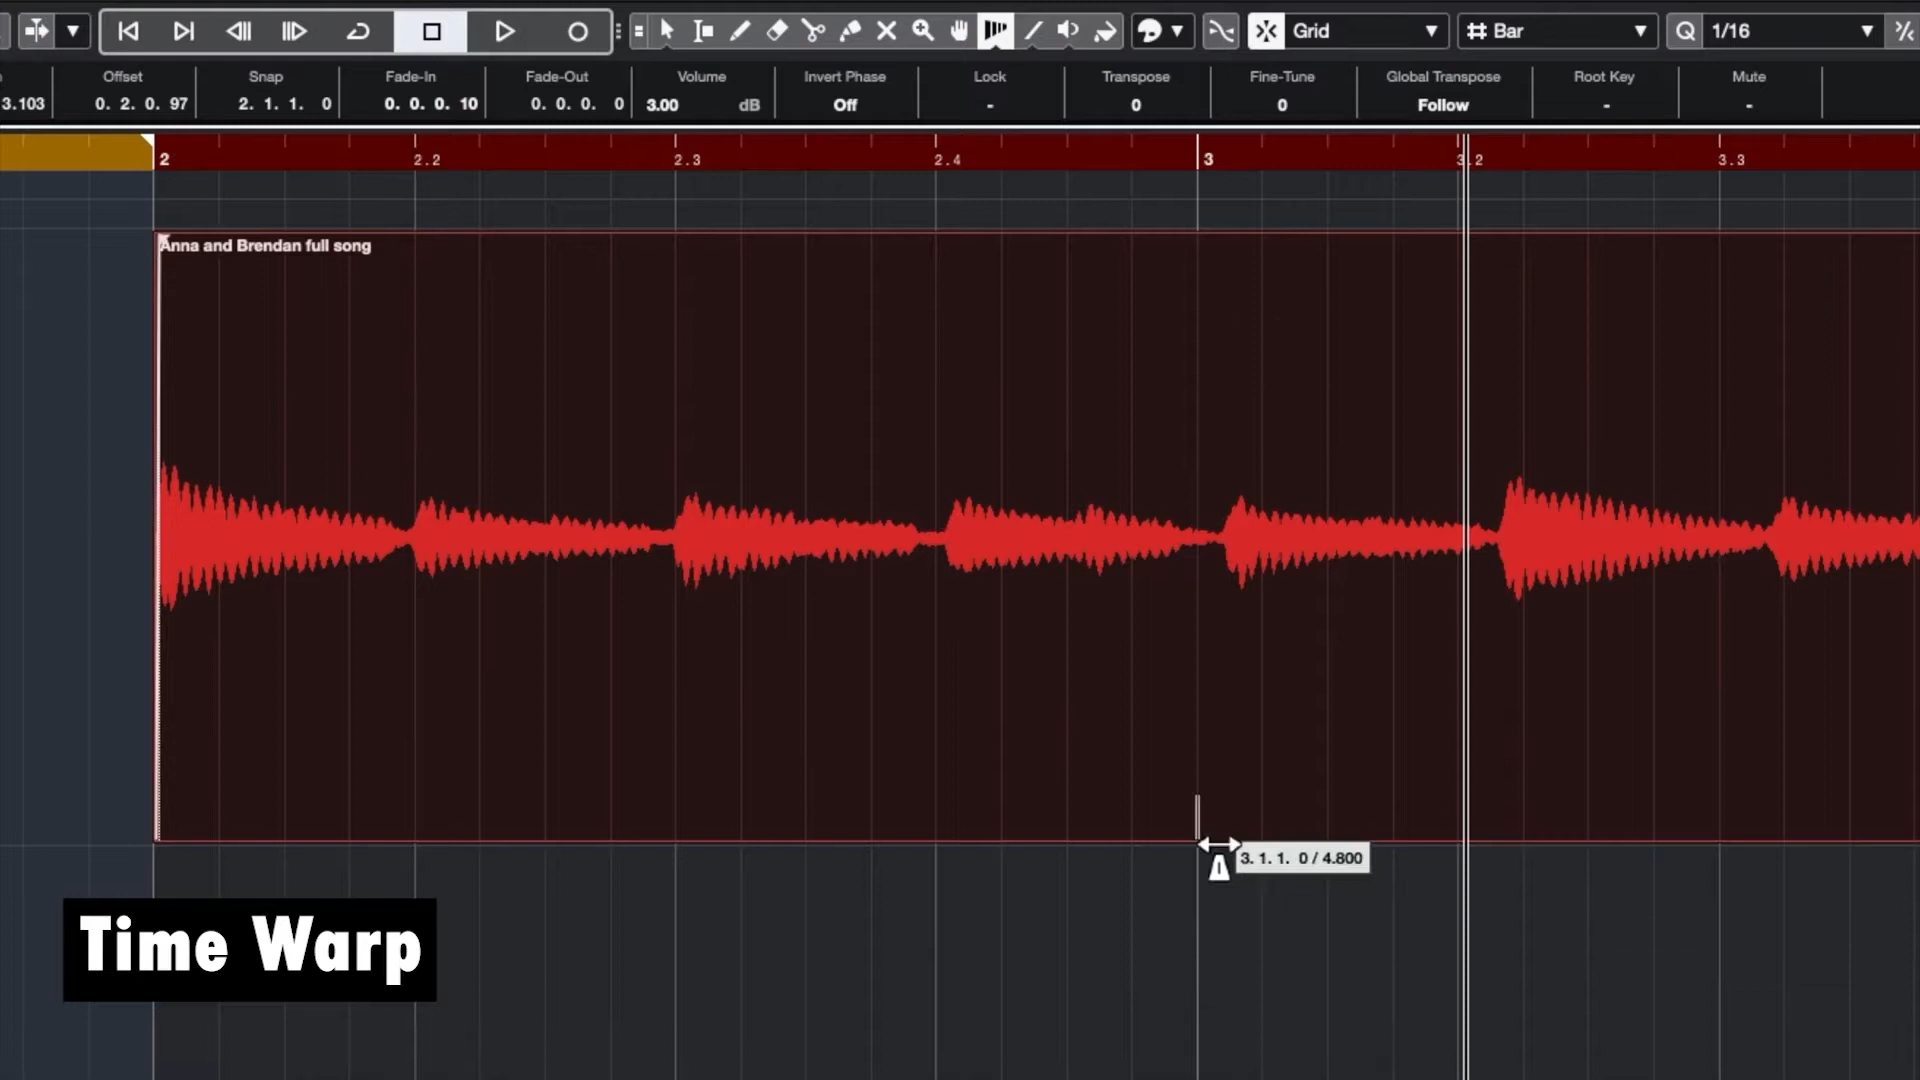 Grid
Bar
1/16
Offset Snap Fade-In Fade-Out Volume Invert Phase Lock Transpose Fine-Tune Global Transpose Root Key Mute
3.103 0. 2. 0. 97 2. 1. 1. 0 0. 0. 0. 10 0. 0. 0. 0 3.00 dB Off - 0 0 Follow - -
2 2.2 2.3 2.4 3 3.2 3.3
Anna and Brendan full song
3. 1. 1. 0 / 4.800
Time Warp